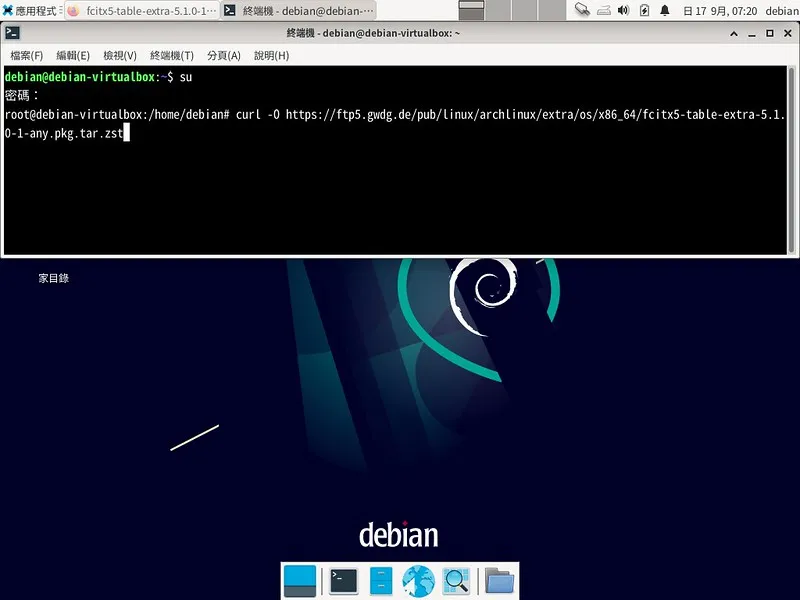 應用程式
fcitx5-table-extra-5.1.0-1···
終端機 - debian@debian-···
日 17 9月, 07:20
debian
終端機 - debian@debian-virtualbox: ~
檔案(F) 編輯(E) 檢視(V) 終端機(T) 分頁(A) 說明(H)
debian@debian-virtualbox:~$ su
密碼：
root@debian-virtualbox:/home/debian# curl -O https://ftp5.gwdg.de/pub/linux/archlinux/extra/os/x86_64/fcitx5-table-extra-5.1.
0-1-any.pkg.tar.zst
家目錄
debian